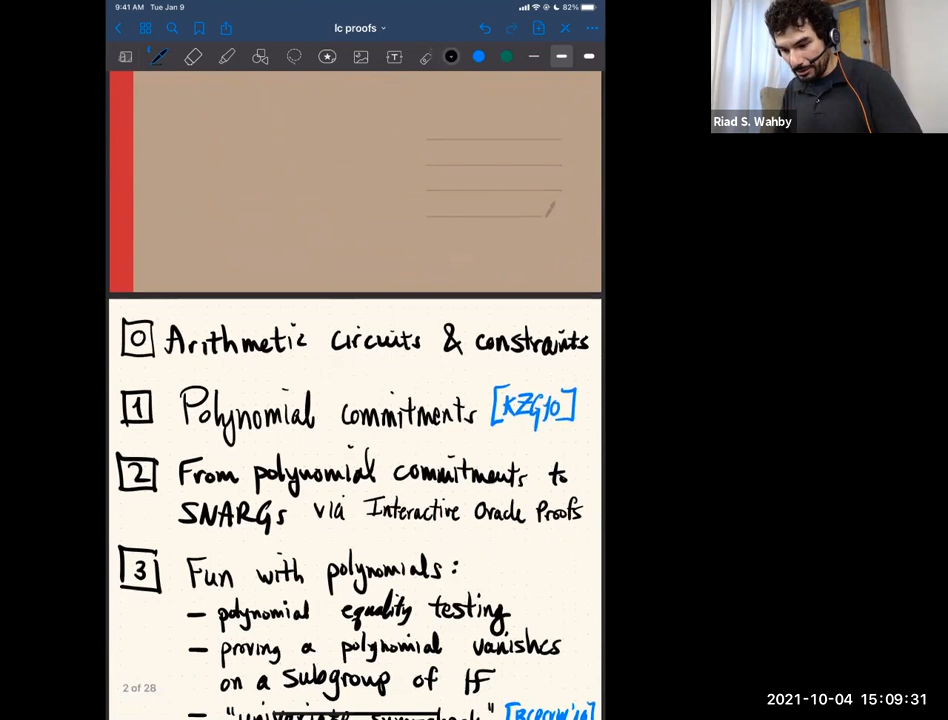 9:41 AM Tue Jan 9
82%
lc proofs
Riad S. Wahby
0 Arithmetic circuits & constraints
1 Polynomial commitments [KZG10]
2 From polynomial commitments to
SNARGs via Interactive Oracle Proofs
3 Fun with polynomials:
- polynomial equality testing
- proving a polynomial vanishes
on a subgroup of F
2 of 28
- "univariate sumcheck"
2021-10-04 15:09:31